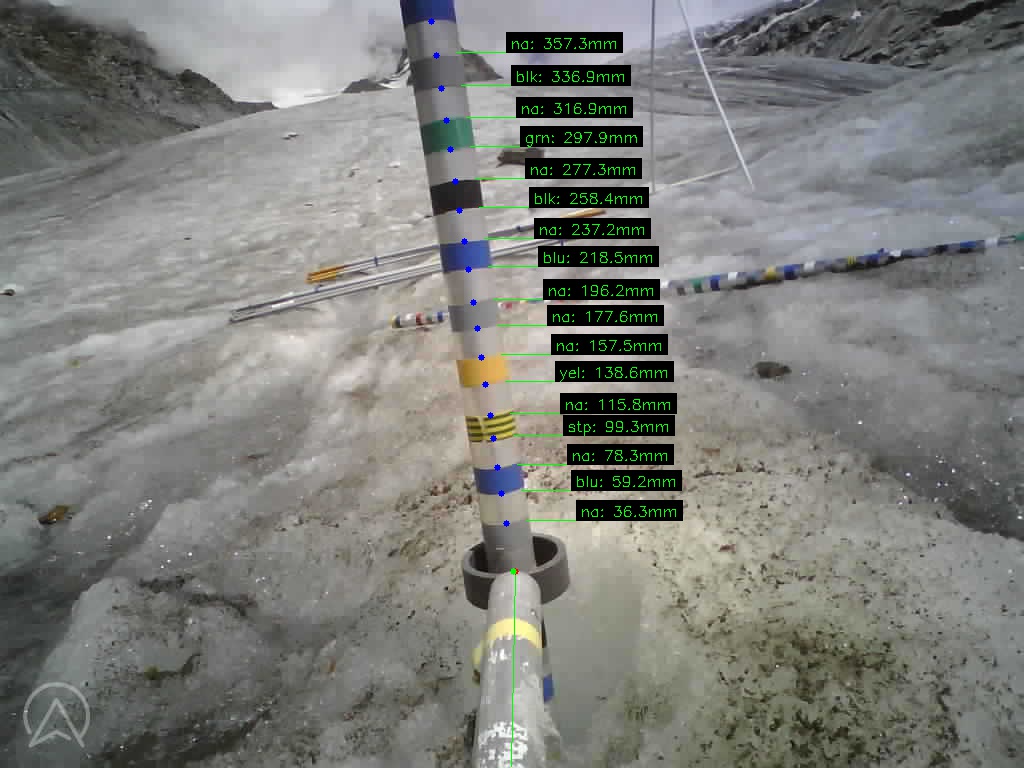 na: 357.3mm
blk: 336.9mm
na: 316.9mm
grn: 297.9mm
na: 277.3mm
blk: 258.4mm
na: 237.2mm
blu: 218.5mm
na: 196.2mm
na: 177.6mm
na: 157.5mm
yel: 138.6mm
na: 115.8mm
stp: 99.3mm
na: 78.3mm
blu: 59.2mm
na: 36.3mm